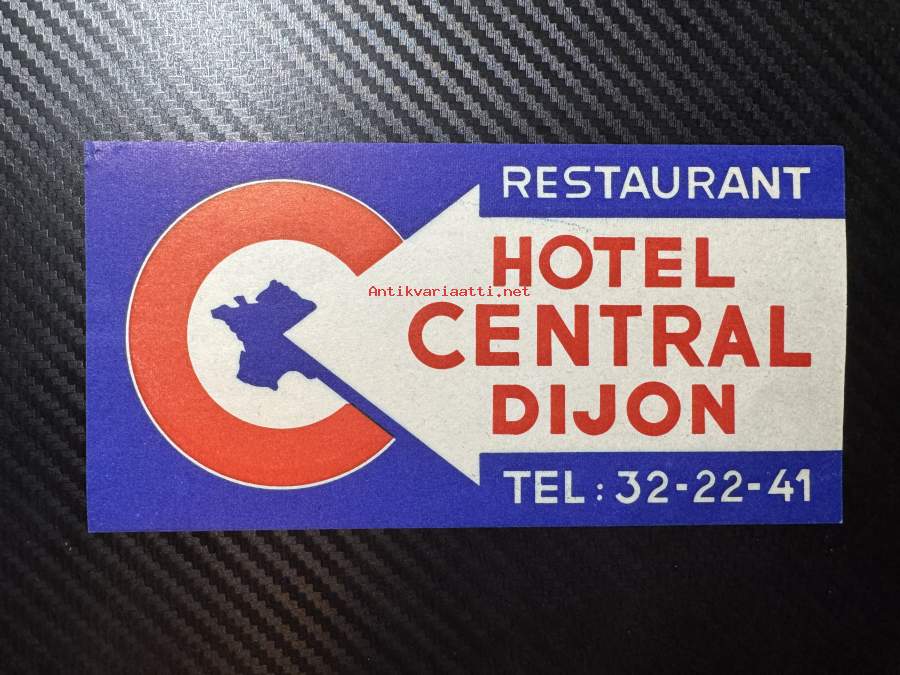 RESTAURANT
HOTEL
Antikvariaatti.net
CENTRAL
DIJON
TEL: 32-22-41